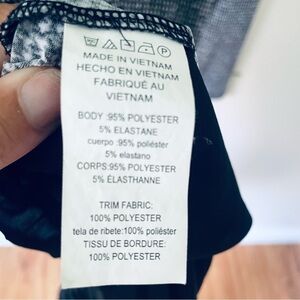 MADE IN VIETNAM
HECHO EN VIETNAM
FABRIQUÉ AU
VIETNAM
BODY :95% POLYESTER
5% ELASTANE
cuerpo :95% poliéster
5% elastano
CORPS:95% POLYESTER
5% ÉLASTHANNE
TRIM FABRIC:
100% POLYESTER
tela de ribete:100% poliéster
TISSU DE BORDURE:
100% POLYESTER